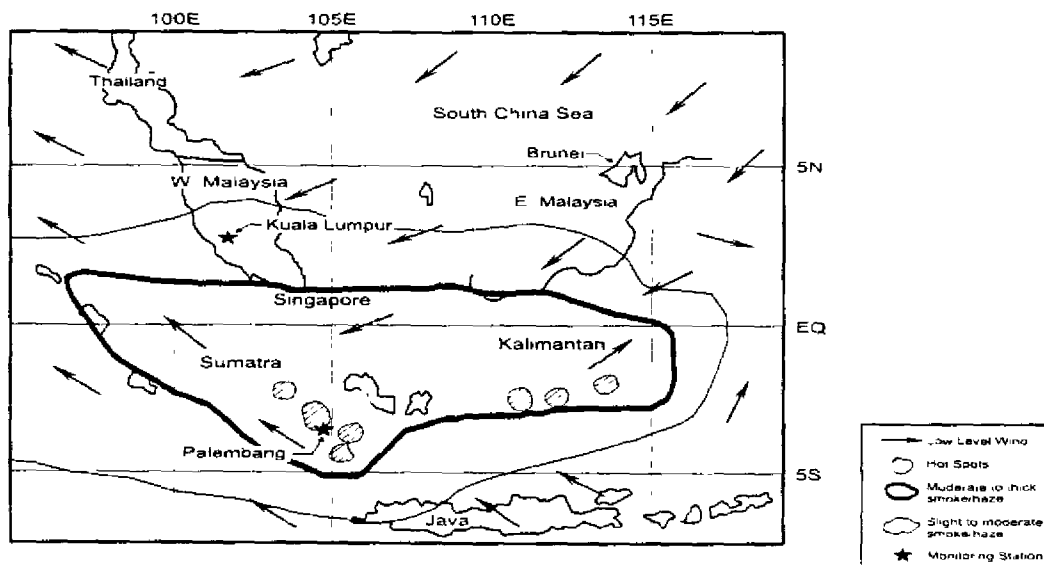 100E 105E 110E 115E
Thailand
South China Sea
Brunei
5N
W Malaysia
E Malaysia
Kuala Lumpur
Singapore
EQ
Kalimantan
Sumatra
Palembang
5S
Java
Low Level Wind
Hot Spots
Moderate to thick
smoke/haze
Slight to moderate
smoke/haze
Monitoring Station